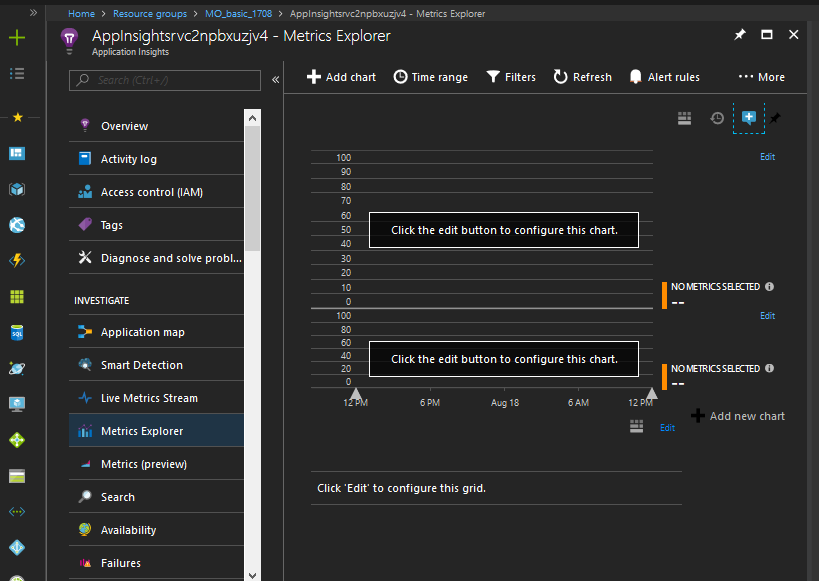 Home > Resource groups > MO_basic_1708 > AppInsightsrvc2npbxuzjv4 - Metrics Explorer
AppInsightsrvc2npbxuzjv4 - Metrics Explorer
Application Insights
Search (Ctrl+/)
Add chart Time range Filters Refresh Alert rules ··· More
Overview
Activity log
Access control (IAM)
Tags
Diagnose and solve probl...
INVESTIGATE
Application map
Smart Detection
Live Metrics Stream
Metrics Explorer
Metrics (preview)
Search
Availability
Failures
Edit
100
90
80
70
60
50
40
30
20
10
0
Click the edit button to configure this chart.
NO METRICS SELECTED
--
Edit
100
80
60
40
20
0
Click the edit button to configure this chart.
NO METRICS SELECTED
--
12 PM 6 PM Aug 18 6 AM 12 PM
Add new chart
Edit
Click 'Edit' to configure this grid.
SQL